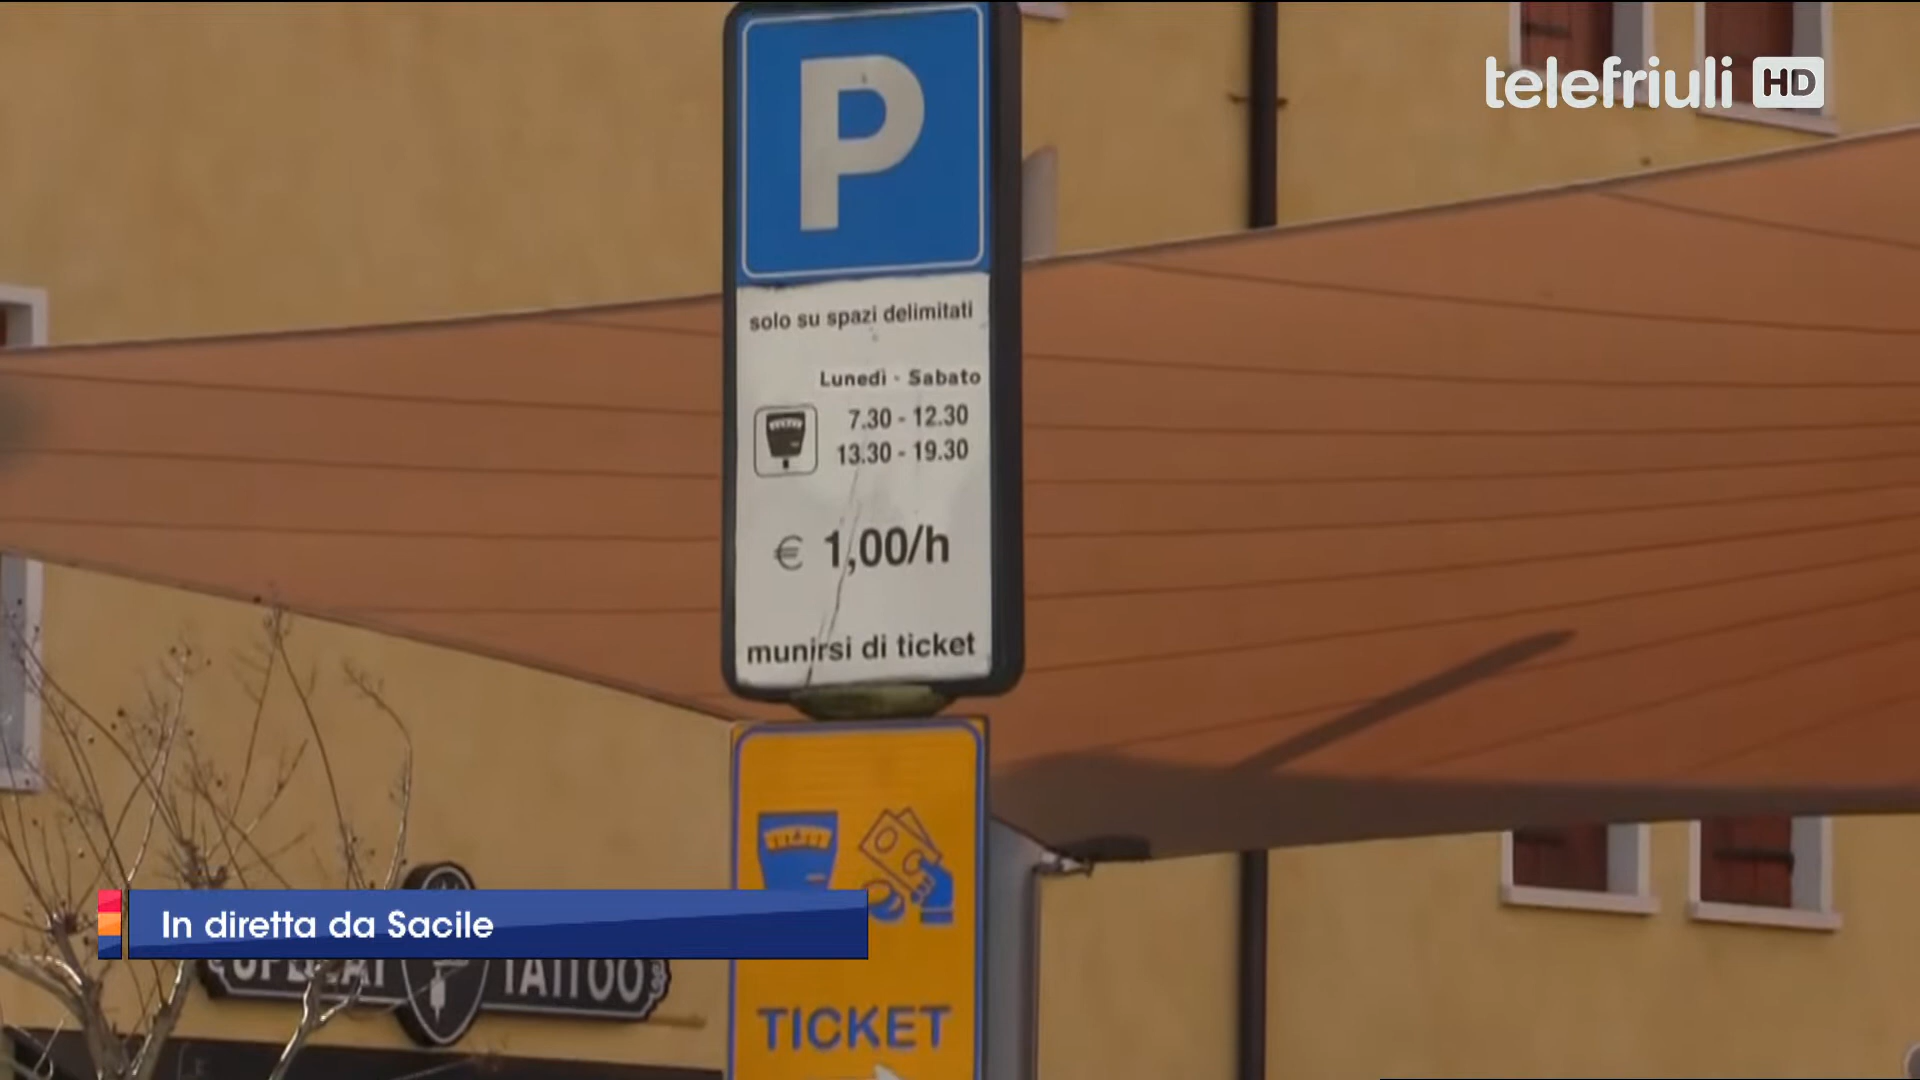 telefriuli HD
P
solo su spazi delimitati
Lunedì - Sabato
7.30 - 12.30
13.30 - 19.30
€ 1,00/h
munirsi di ticket
In diretta da Sacile
TATTOO
TICKET